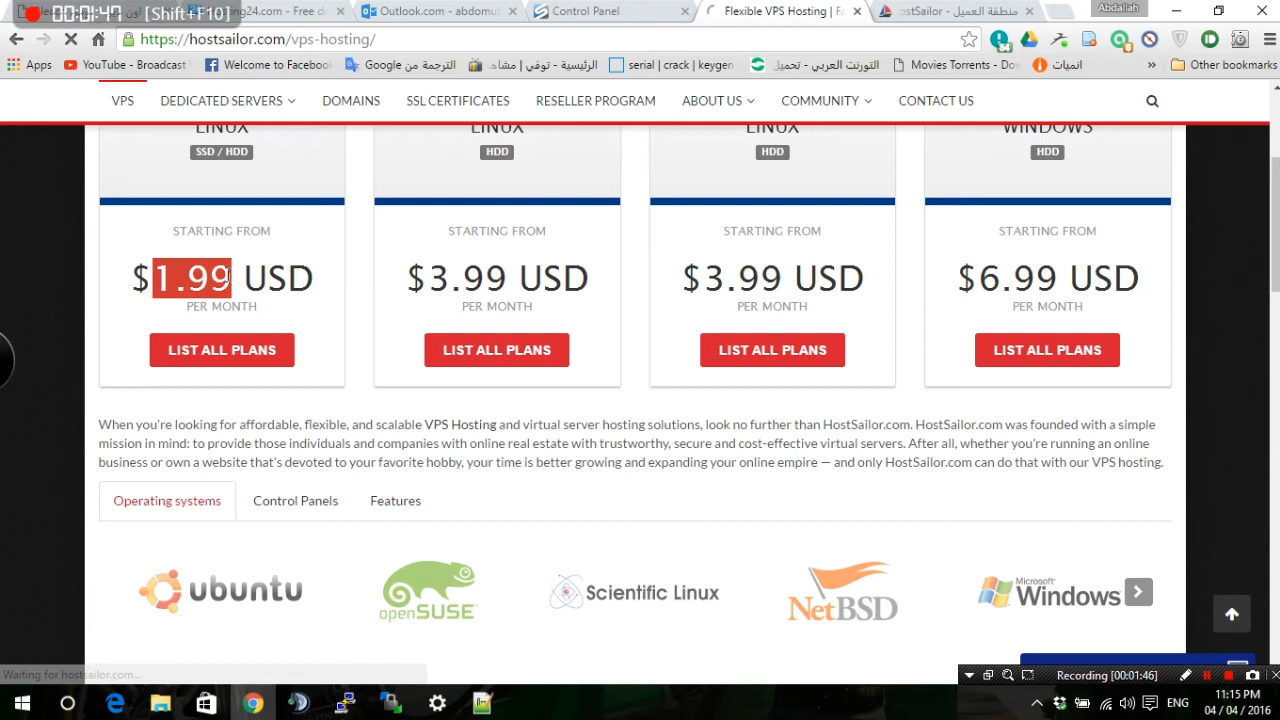 00:01:47 [Shift+F10]
24.com - Free d
Outlook.com - abdomut
Control Panel
Flexible VPS Hosting | Fa
منطقة العميل - HostSailor
Abdallah
https://hostsailor.com/vps-hosting/
Apps
YouTube - Broadcast
Welcome to Facebook
الترجمة من Google
الرئيسية - توفي | مشاهد
serial | crack | keygen
التورنت العربي - تحميل
Movies Torrents - Do
انميات
»
Other bookmarks
VPS
DEDICATED SERVERS
DOMAINS
SSL CERTIFICATES
RESELLER PROGRAM
ABOUT US
COMMUNITY
CONTACT US
LINUX
LINUX
LINUX
WINDOWS
SSD / HDD
HDD
HDD
HDD
STARTING FROM
STARTING FROM
STARTING FROM
STARTING FROM
$1.99 USD
$3.99 USD
$3.99 USD
$6.99 USD
PER MONTH
PER MONTH
PER MONTH
PER MONTH
LIST ALL PLANS
LIST ALL PLANS
LIST ALL PLANS
LIST ALL PLANS
When you're looking for affordable, flexible, and scalable VPS Hosting and virtual server hosting solutions, look no further than HostSailor.com. HostSailor.com was founded with a simple
mission in mind: to provide those individuals and companies with online real estate with trustworthy, secure and cost-effective virtual servers. After all, whether you're running an online
business or own a website that's devoted to your favorite hobby, your time is better growing and expanding your online empire — and only HostSailor.com can do that with our VPS hosting.
Operating systems
Control Panels
Features
ubuntu
openSUSE
Scientific Linux
NetBSD
Microsoft
Windows
Waiting for hostsailor.com...
Recording [00:01:46]
ENG
11:15 PM
04 / 04 / 2016